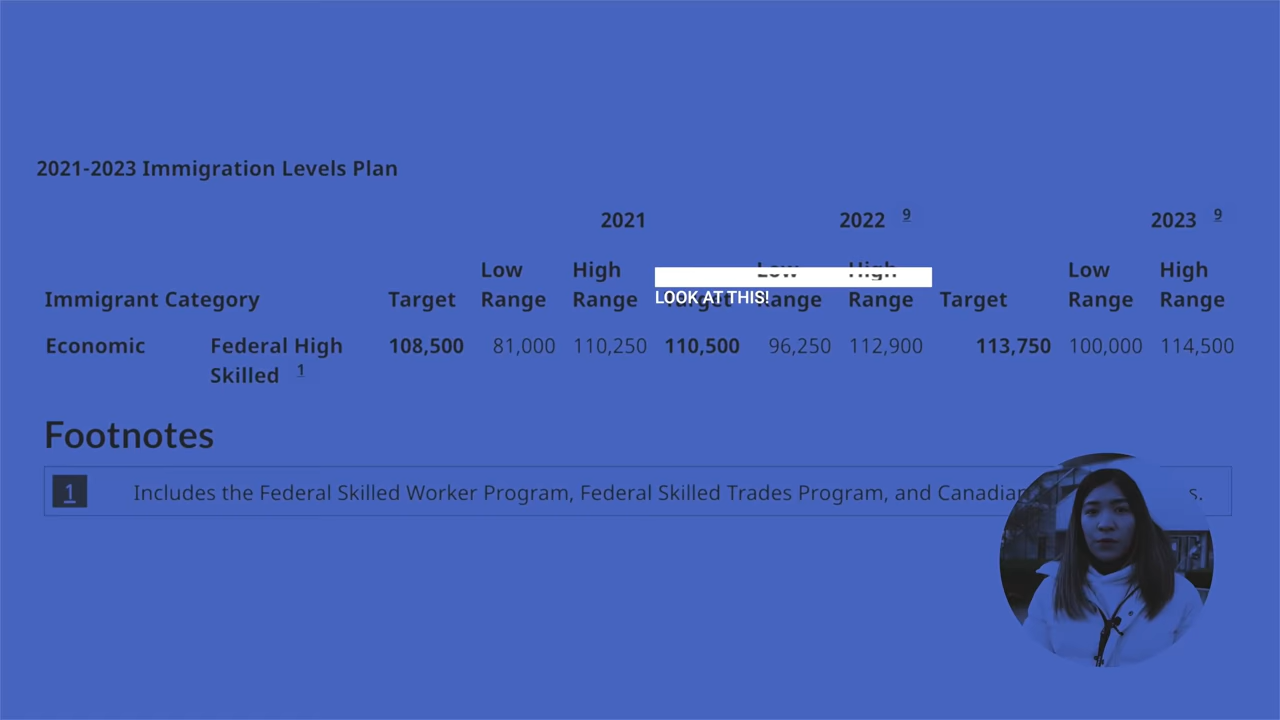 2021-2023 Immigration Levels Plan
2021 2022 9 2023 9
Low High Low High Low High
Immigrant Category Target Range Range Target Range Range Target Range Range
LOOK AT THIS!
Economic Federal High 108,500 81,000 110,250 110,500 96,250 112,900 113,750 100,000 114,500
Skilled 1
Footnotes
1 Includes the Federal Skilled Worker Program, Federal Skilled Trades Program, and Canadian s.